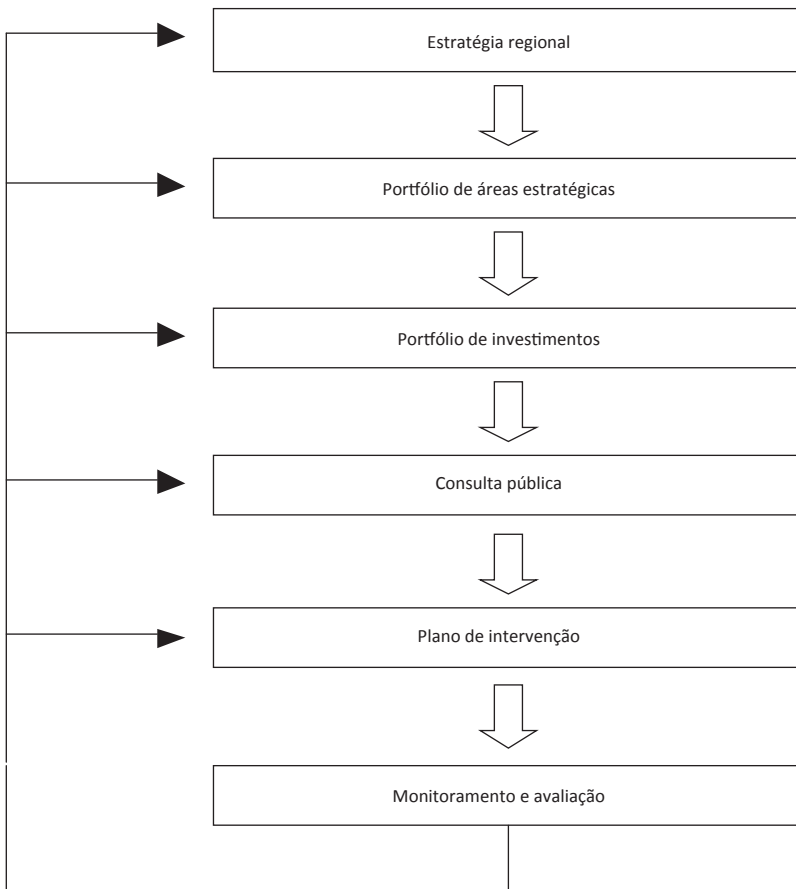 Estratégia regional
Portfólio de áreas estratégicas
Portfólio de investimentos
Consulta pública
Plano de intervenção
Monitoramento e avaliação